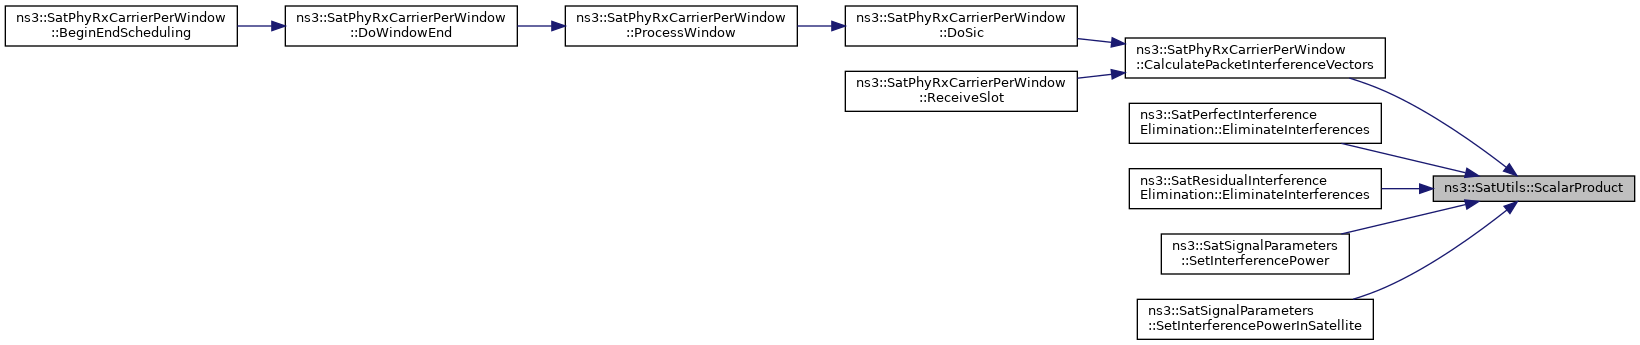 ns3::SatPhyRxCarrierPerWindow
::BeginEndScheduling
ns3::SatPhyRxCarrierPerWindow
::DoWindowEnd
ns3::SatPhyRxCarrierPerWindow
::ProcessWindow
ns3::SatPhyRxCarrierPerWindow
::DoSic
ns3::SatPhyRxCarrierPerWindow
::ReceiveSlot
ns3::SatPhyRxCarrierPerWindow
::CalculatePacketInterferenceVectors
ns3::SatPerfectInterference
Elimination::EliminateInterferences
ns3::SatResidualInterference
Elimination::EliminateInterferences
ns3::SatSignalParameters
::SetInterferencePower
ns3::SatSignalParameters
::SetInterferencePowerInSatellite
ns3::SatUtils::ScalarProduct